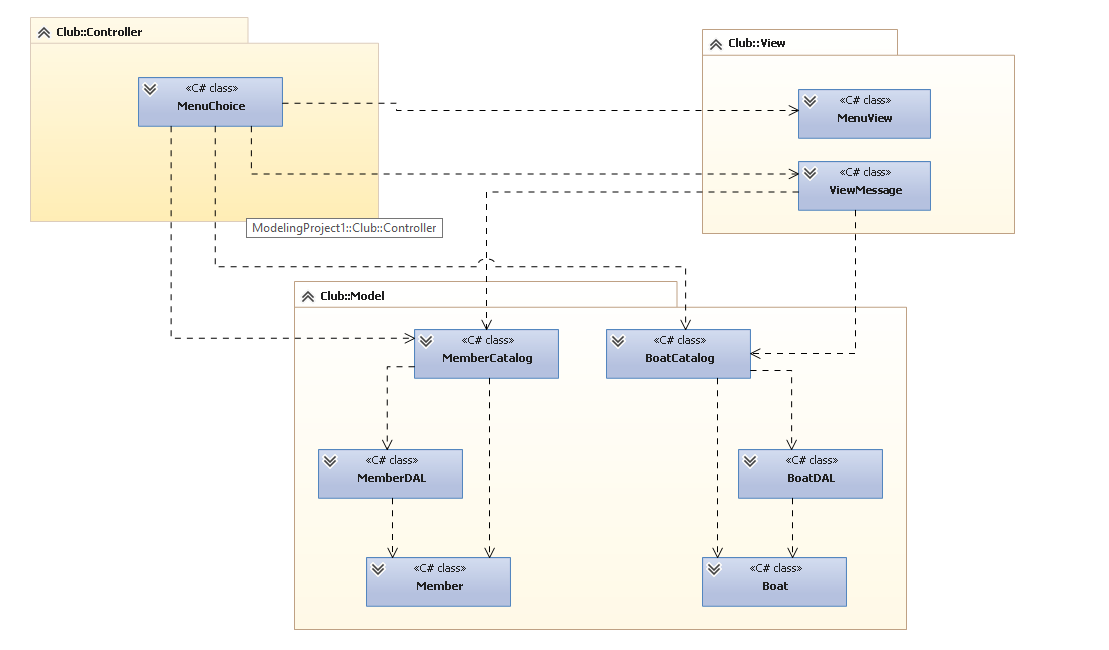 Club::Controller
«C# class»
MenuChoice
Club::View
«C# class»
MenuView
«C# class»
ViewMessage
ModelingProject1::Club::Controller
Club::Model
«C# class»
MemberCatalog
«C# class»
BoatCatalog
«C# class»
MemberDAL
«C# class»
BoatDAL
«C# class»
Member
«C# class»
Boat